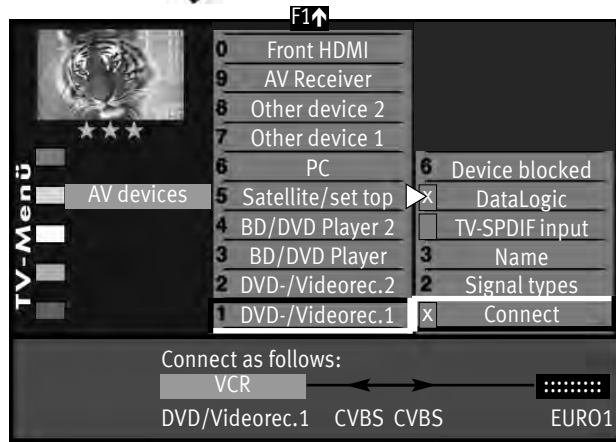 F1↑
TV-Menü
AV devices
0 Front HDMI
9 AV Receiver
8 Other device 2
7 Other device 1
6 PC
5 Satellite/set top
4 BD/DVD Player 2
3 BD/DVD Player
2 DVD-/Videorec.2
1 DVD-/Videorec.1
6 Device blocked
x DataLogic
TV-SPDIF input
3 Name
2 Signal types
x Connect
Connect as follows:
VCR
DVD/Videorec.1 CVBS CVBS EURO1